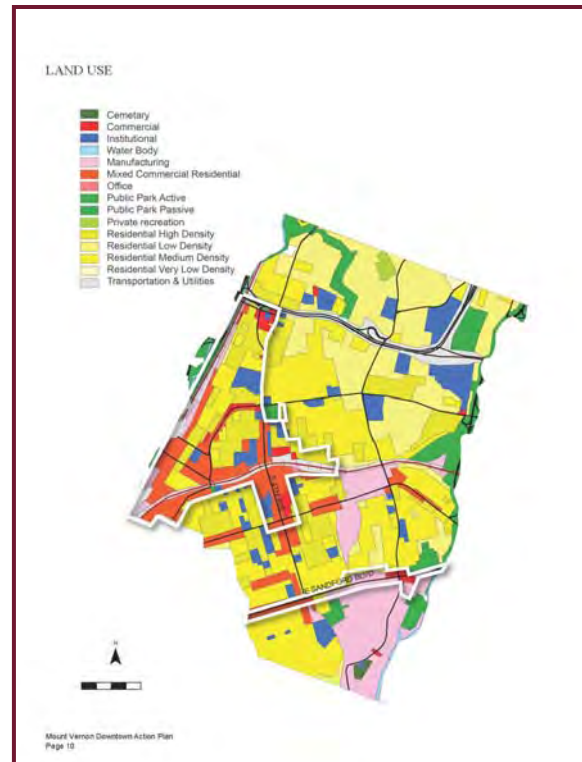 LAND USE
Cemetary
Commercial
Institutional
Water Body
Manufacturing
Mixed Commercial Residential
Office
Public Park Active
Public Park Passive
Private recreation
Residential High Density
Residential Low Density
Residential Medium Density
Residential Very Low Density
Transportation & Utilities
E SANDFORD BLVD
N
Mount Vernon Downtown Action Plan
Page 10